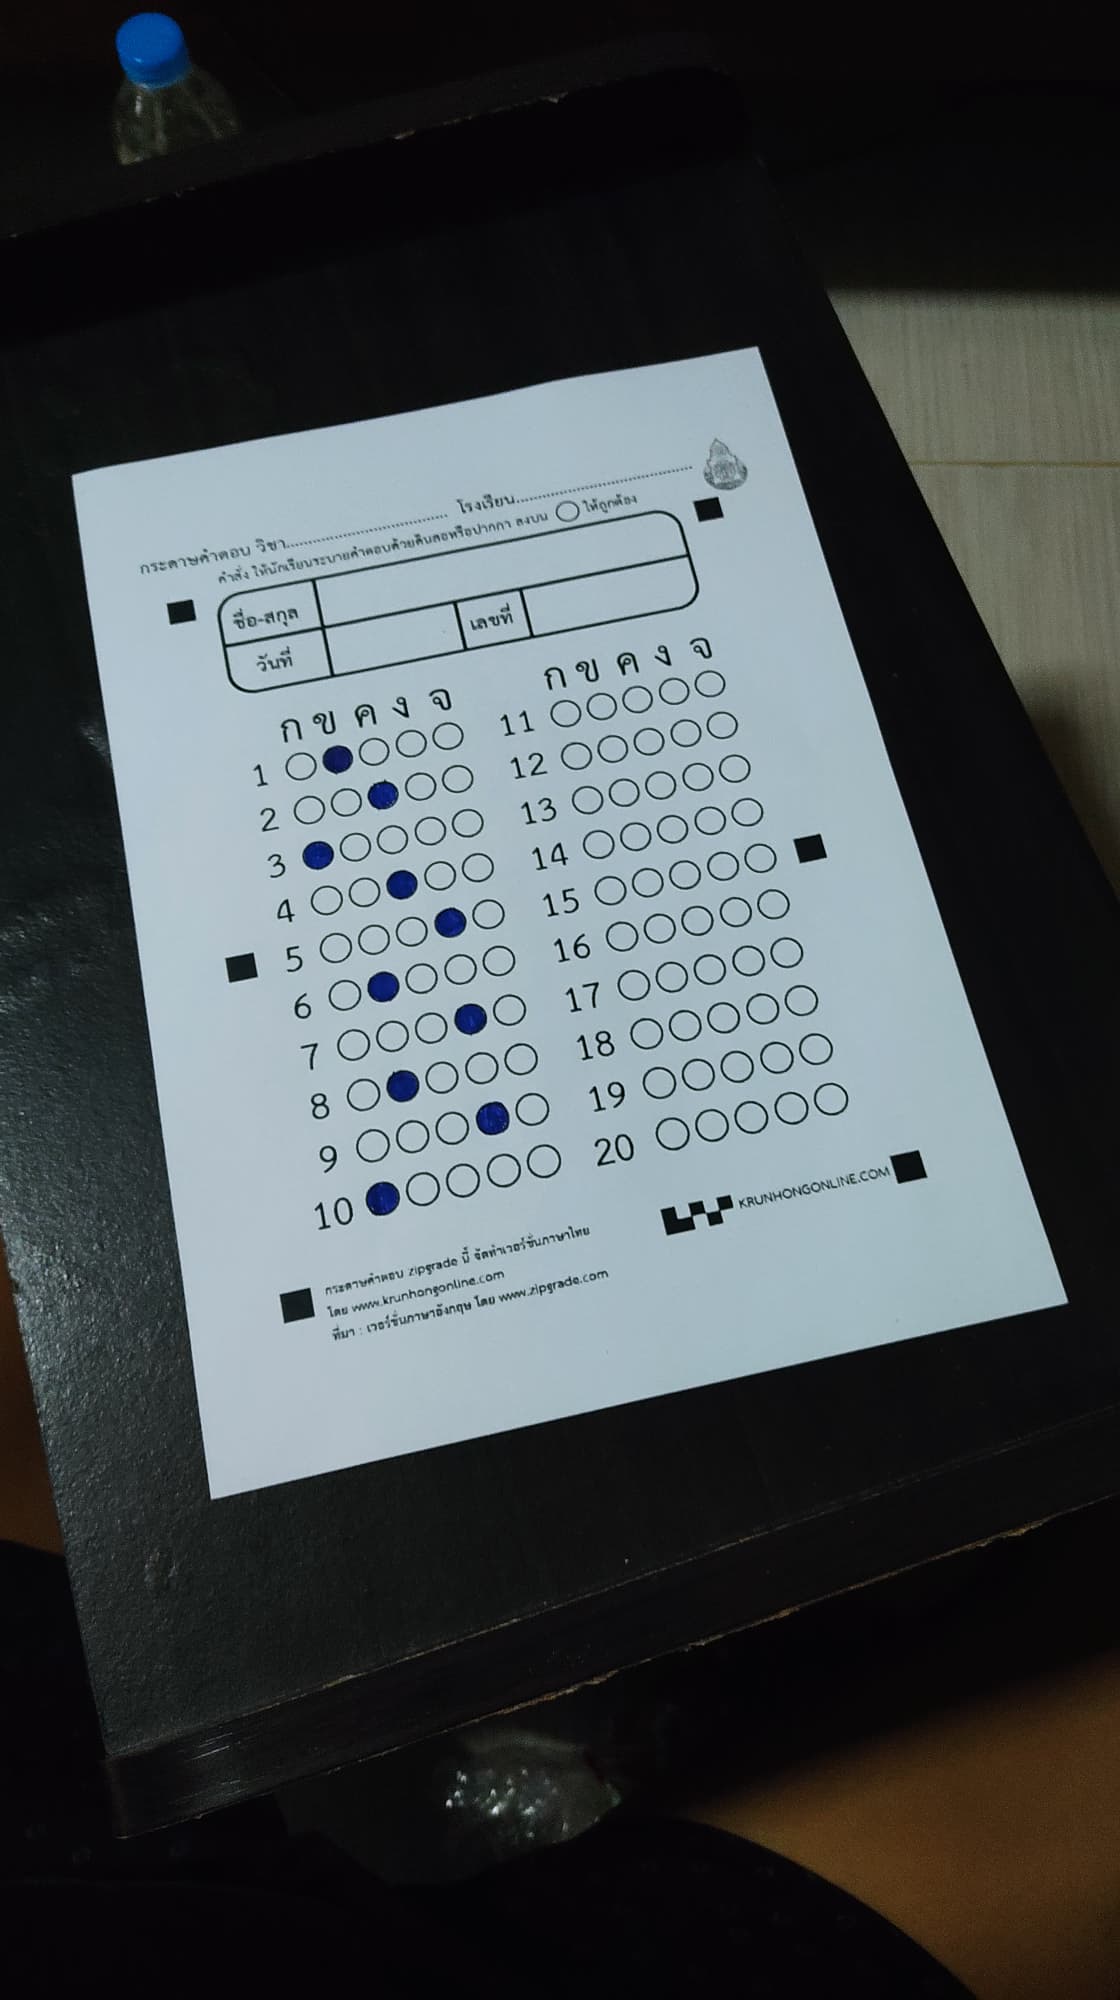 กระดาษคำตอบ วิชา........................................ โรงเรียน............................................
คำสั่ง ให้นักเรียนระบายคำตอบด้วยดินสอหรือปากกา ลงบน ◯ ให้ถูกต้อง
ชื่อ-สกุล
วันที่ เลขที่
ก ข ค ง จ
1
2
3
4
5
6
7
8
9
10
ก ข ค ง จ
11
12
13
14
15
16
17
18
19
20
กระดาษคำตอบ zipgrade นี้ จัดทำเวอร์ชั่นภาษาไทย
โดย www.krunhongonline.com
ที่มา : เวอร์ชั่นภาษาอังกฤษ โดย www.zipgrade.com
KRUNHONGONLINE.COM